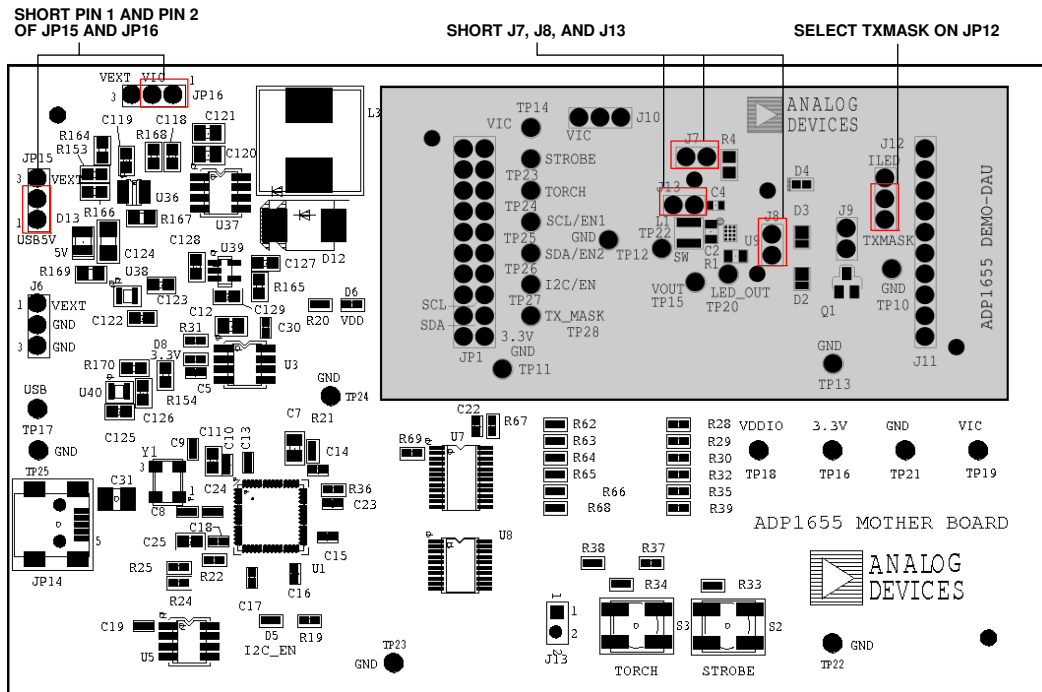 SHORT PIN 1 AND PIN 2
OF JP15 AND JP16
SHORT J7, J8, AND J13
SELECT TXMASK ON JP12
VEXT VIO 1
3 JP16
C119 R168 C118 C121
R164
R153
C120
JP15
3
VEXT
U36
1
R166
USB5V
R167
U37
L3
D13
5V
C124
C128
U39
D12
C127
R169
U38
C123
R165
J6
1 VEXT
GND
3 GND
C122
C12
C129
R20
D6
VDD
R31
C30
D8
3.3V
R170
C5
U3
U40
R154
C126
C125
GND
TP24
R21
USB
TP17
GND
TP25
Y1
3
1
C9
C11
C10
C13
C7
C14
C31
C8
C24
R36
C23
5
JP14
C25
C18
C15
R25
R22
U1
R24
C17
C16
C19
U5
D5
I2C_EN
R19
GND
TP23
TP14
VIC
VIC
J10
STROBE
TP23
TORCH
TP24
SCL/EN1
TP25
SDA/EN2
TP26
I2C/EN
TP27
TX_MASK
TP28
SCL
SDA
JP1
3.3V
GND
TP11
GND
TP12
J7
R4
J13
C4
L1
TP22
SW
C2
R1
U9
J8
VOUT
TP15
LED_OUT
TP20
ANALOG
DEVICES
D4
D3
D2
J9
Q1
J12
ILED
TXMASK
GND
TP10
GND
TP13
J11
ADP1655 DEMO-DAU
C22
R67
R69
U7
U8
R62
R63
R64
R65
R66
R68
R28
R29
R30
R32
R35
R39
VDDIO
TP18
3.3V
TP16
GND
TP21
VIC
TP19
ADP1655 MOTHER BOARD
ANALOG
DEVICES
R38
R37
R34
R33
1
1
2
2
J13
S3
TORCH
S2
STROBE
GND
TP22